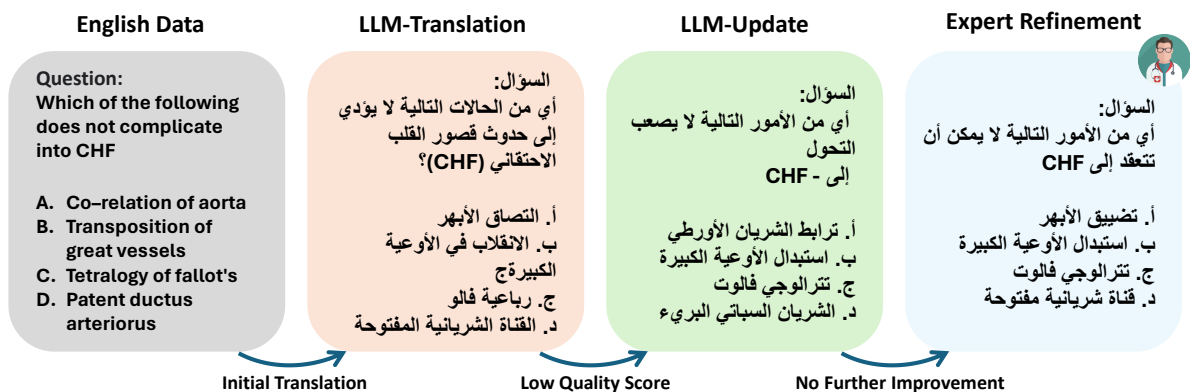 English Data
LLM-Translation
LLM-Update
Expert Refinement
Question:
Which of the following
does not complicate
into CHF
A. Co–relation of aorta
B. Transposition of
great vessels
C. Tetralogy of fallot's
D. Patent ductus
arteriorus
السؤال:
أي من الحالات التالية لا يؤدي
إلى حدوث قصور القلب
الاحتقاني (CHF)؟
أ. التصاق الأبهر
ب. الانقلاب في الأوعية
الكبيرةج
ج. رباعية فالو
د. القناة الشريانية المفتوحة
السؤال:
أي من الأمور التالية لا يصعب
التحول
إلى - CHF
أ. ترابط الشريان الأورطي
ب. استبدال الأوعية الكبيرة
ج. تترالوجي فالوت
د. الشريان السباتي البريء
السؤال:
أي من الأمور التالية لا يمكن أن
تتعقد إلى CHF
أ. تضييق الأبهر
ب. استبدال الأوعية الكبيرة
ج. تترالوجي فالوت
د. قناة شريانية مفتوحة
Initial Translation
Low Quality Score
No Further Improvement